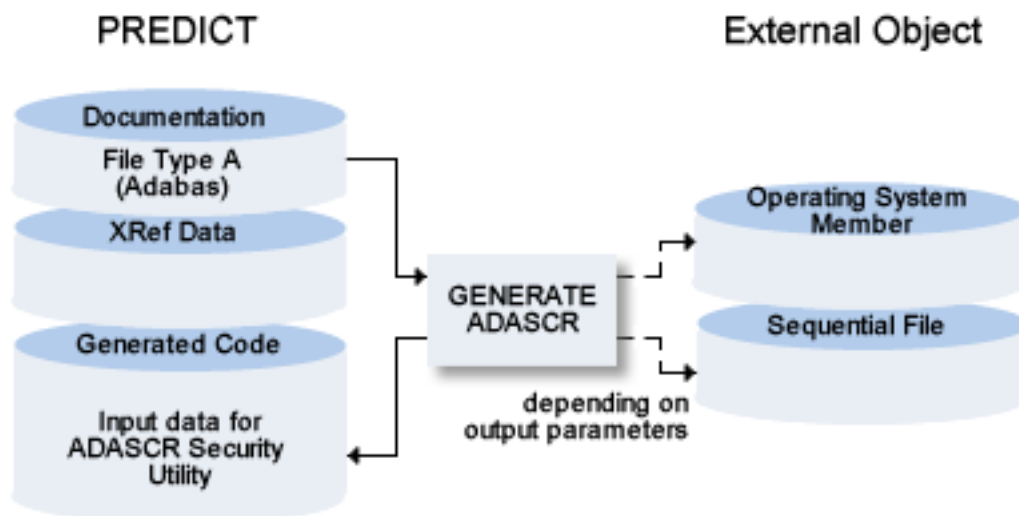 PREDICT
External Object
Documentation
File Type A
(Adabas)
XRef Data
Generated Code
Input data for
ADASCR Security
Utility
GENERATE
ADASCR
depending on
output parameters
Operating System
Member
Sequential File